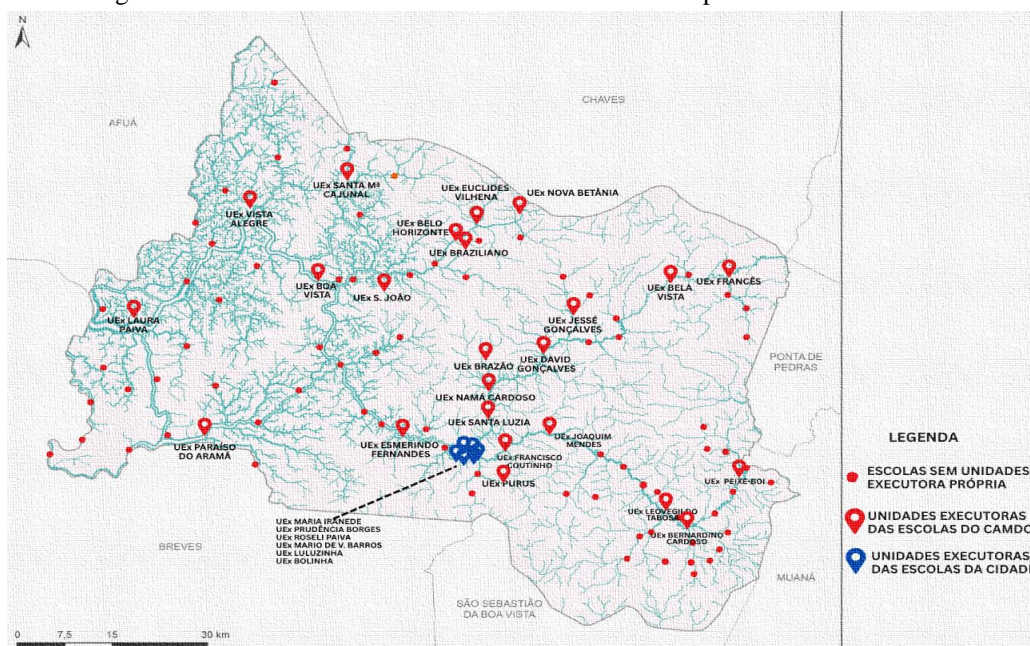 N
CHAVES
AFUÁ
UEx SANTA Mª
CAJUNAL
UEx EUCLIDES
VILHENA
UEx NOVA BETÂNIA
UEx VISTA
ALEGRE
UEx BELO
HORIZONTE
UEx BRAZILIANO
UEx BOA
VISTA
UEx S. JOÃO
UEx BELA
VISTA
UEx FRANCÊS
UEx LAURA
PAIVA
UEx JESSÉ
GONÇALVES
UEx BRAZÃO
UEx DAVID
GONÇALVES
PONTA DE
PEDRAS
UEx NAMÁ CARDOSO
UEx SANTA LUZIA
UEx PARAÍSO
DO ARAMÁ
UEx ESMERINDO
FERNANDES
UEx JOAQUIM
MENDES
UEx FRANCISCO
COUTINHO
UEx PURUS
UEx PEIXE-BOI
UEx LEOVEGILDO
TABOSA
UEx BERNARDINO
CARDOSO
UEx MARIA IRANEDE
UEx PRUDÊNCIA BORGES
UEx ROSELI PAIVA
UEx MARIO DE V. BARROS
UEx LULUZINHA
UEx BOLINHA
BREVES
SÃO SEBASTIÃO
DA BOA VISTA
MUANÁ
0 7,5 15 30 km
LEGENDA
ESCOLAS SEM UNIDADES
EXECUTORA PRÓPRIA
UNIDADES EXECUTORAS
DAS ESCOLAS DO CAMDO
UNIDADES EXECUTORAS
DAS ESCOLAS DA CIDADE